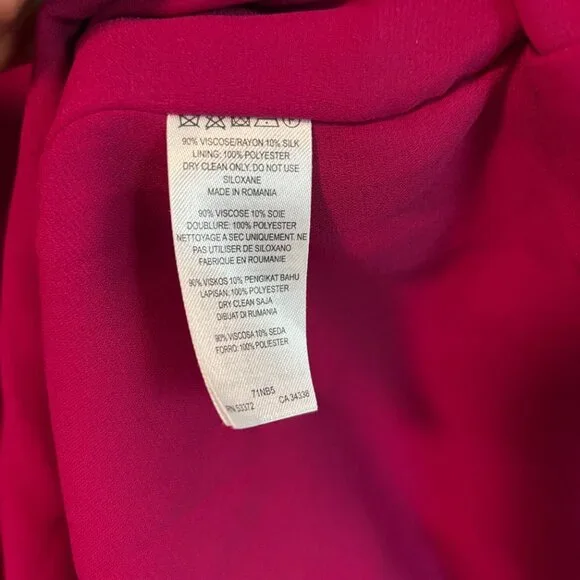 90% VISCOSE/RAYON 10% SILK
LINING: 100% POLYESTER
DRY CLEAN ONLY. DO NOT USE
SILOXANE
MADE IN ROMANIA
90% VISCOSE 10% SOIE
DOUBLURE: 100% POLYESTER
NETTOYAGE A SEC UNIQUEMENT. NE
PAS UTILISER DE SILOXANO
FABRIQUE EN ROUMANIE
90% VISKOS 10% PENGIKAT BAHU
LAPISAN: 100% POLYESTER
DRY CLEAN SAJA
DIBUAT DI RUMANIA
90% VISCOSA 10% SEDA
FORRO: 100% POLIESTER
71NB5
RN 53372 CA 34338